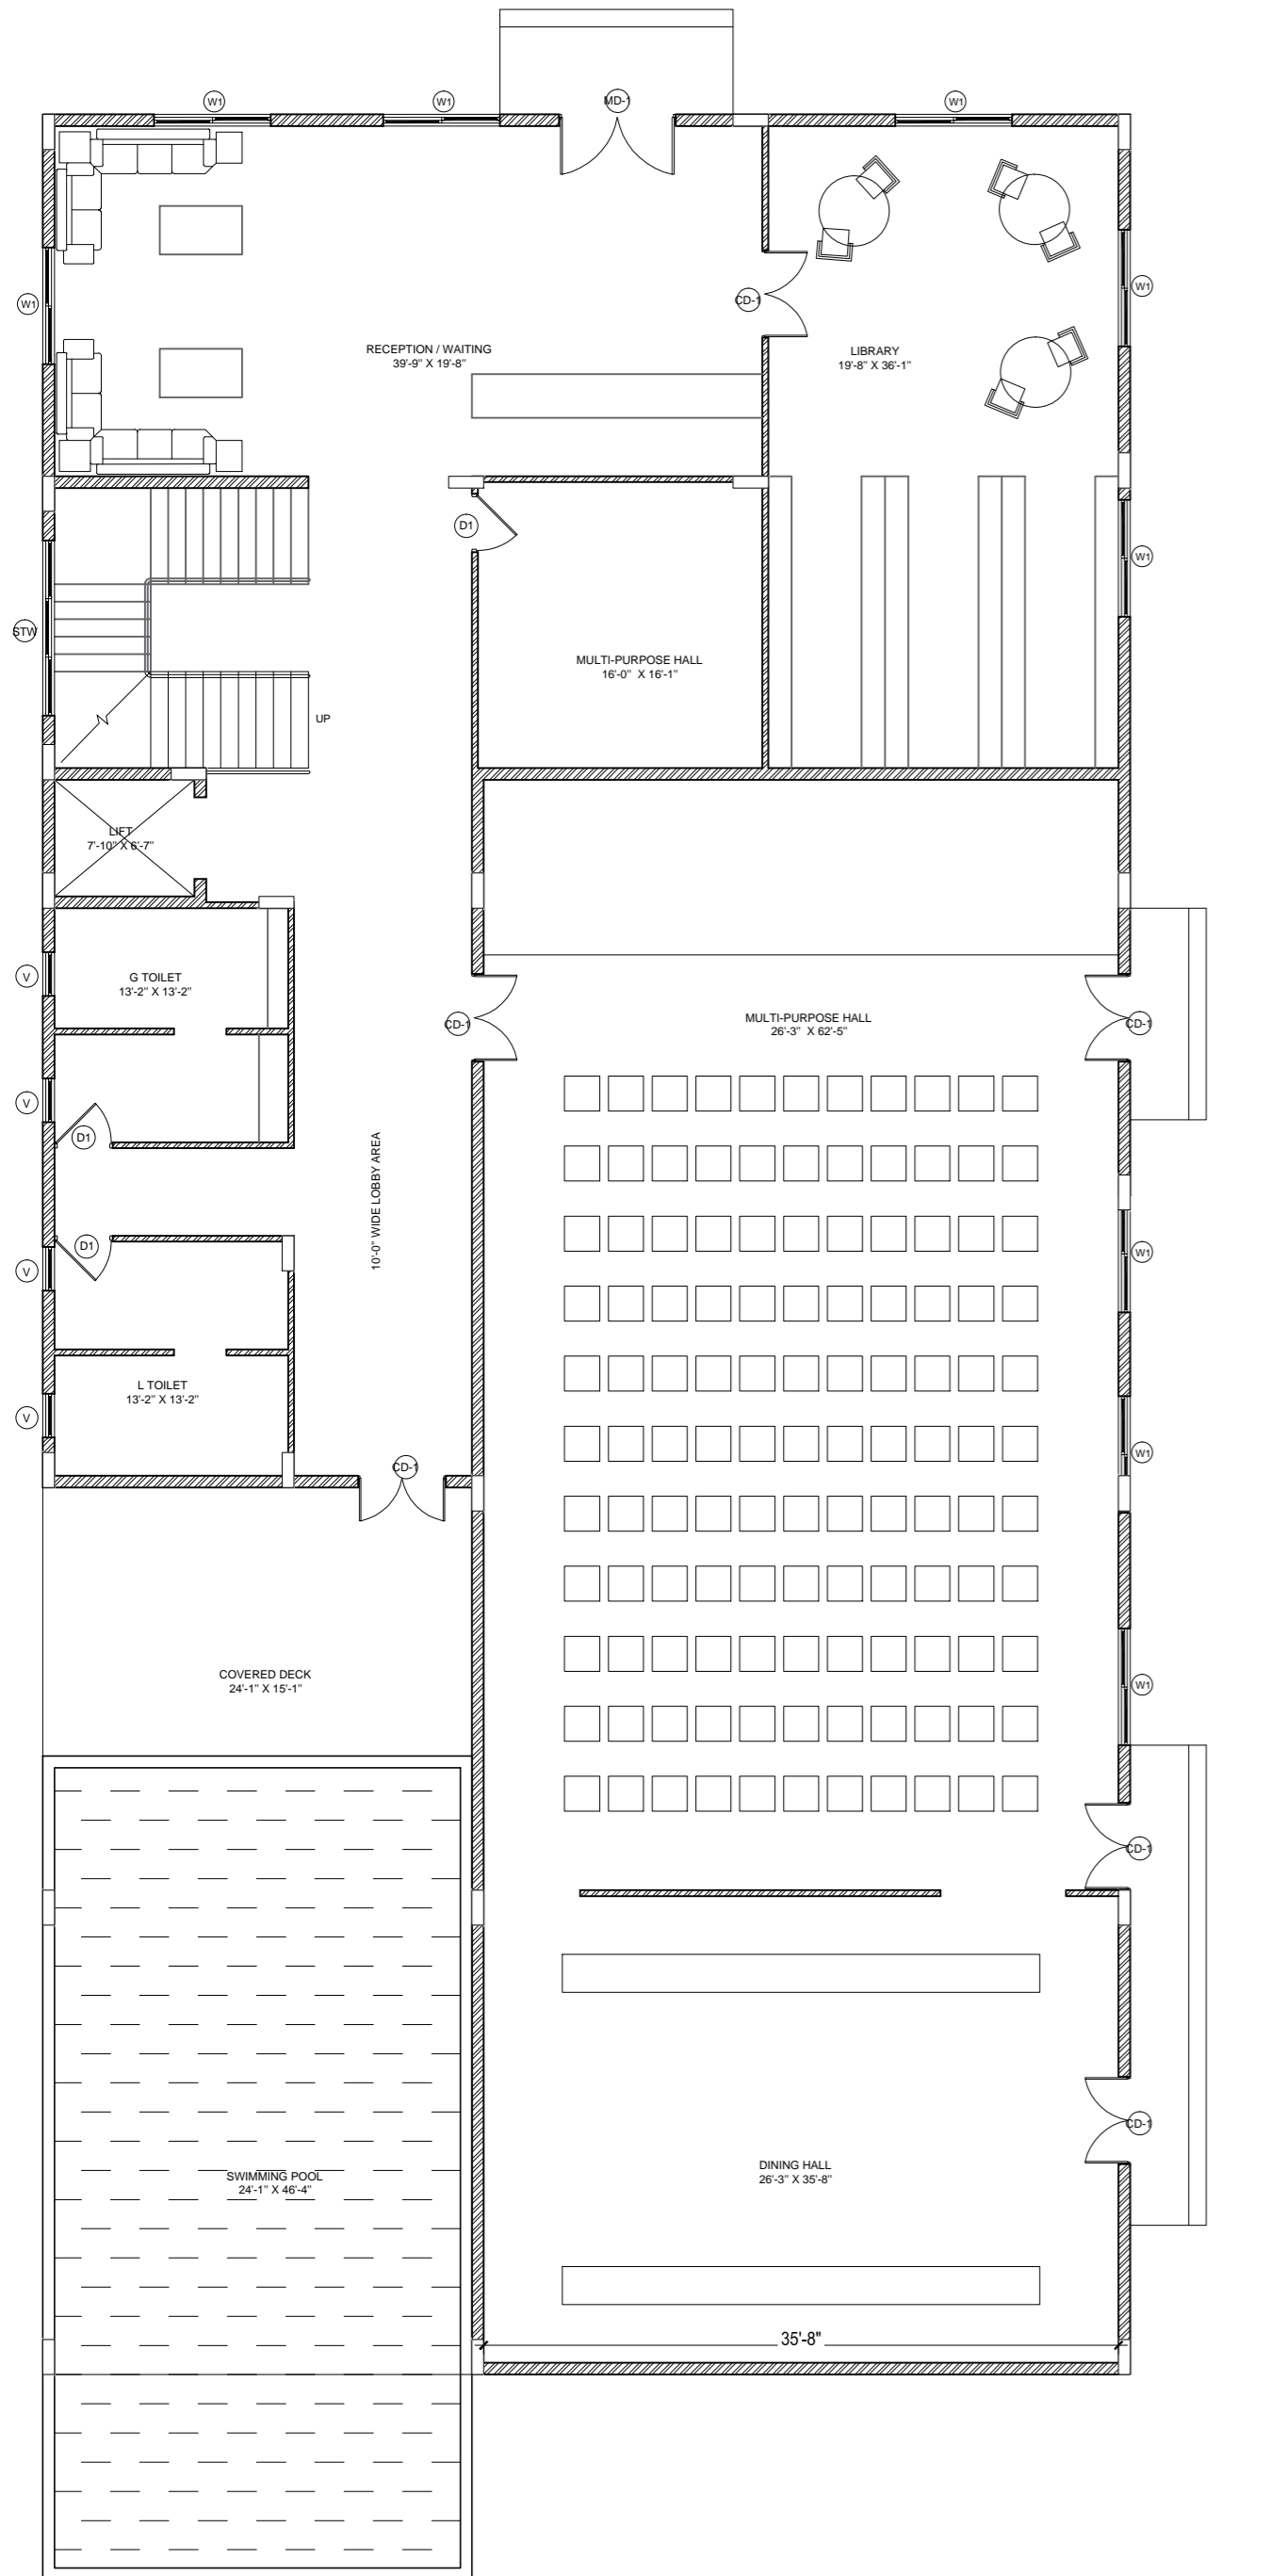 W1
W1
MD-1
W1
W1
W1
CD-1
RECEPTION / WAITING
39'-9" X 19'-8"
LIBRARY
19'-8" X 36'-1"
D1
W1
STW
MULTI-PURPOSE HALL
16'-0" X 16'-1"
UP
LIFT
7'-10" X 6'-7"
V
G TOILET
13'-2" X 13'-2"
CD-1
MULTI-PURPOSE HALL
26'-3" X 62'-5"
CD-1
V
D1
10'-0" WIDE LOBBY AREA
D1
V
W1
L TOILET
13'-2" X 13'-2"
V
CD-1
W1
COVERED DECK
24'-1" X 15'-1"
W1
CD-1
CD-1
DINING HALL
26'-3" X 35'-8"
SWIMMING POOL
24'-1" X 46'-4"
35'-8"